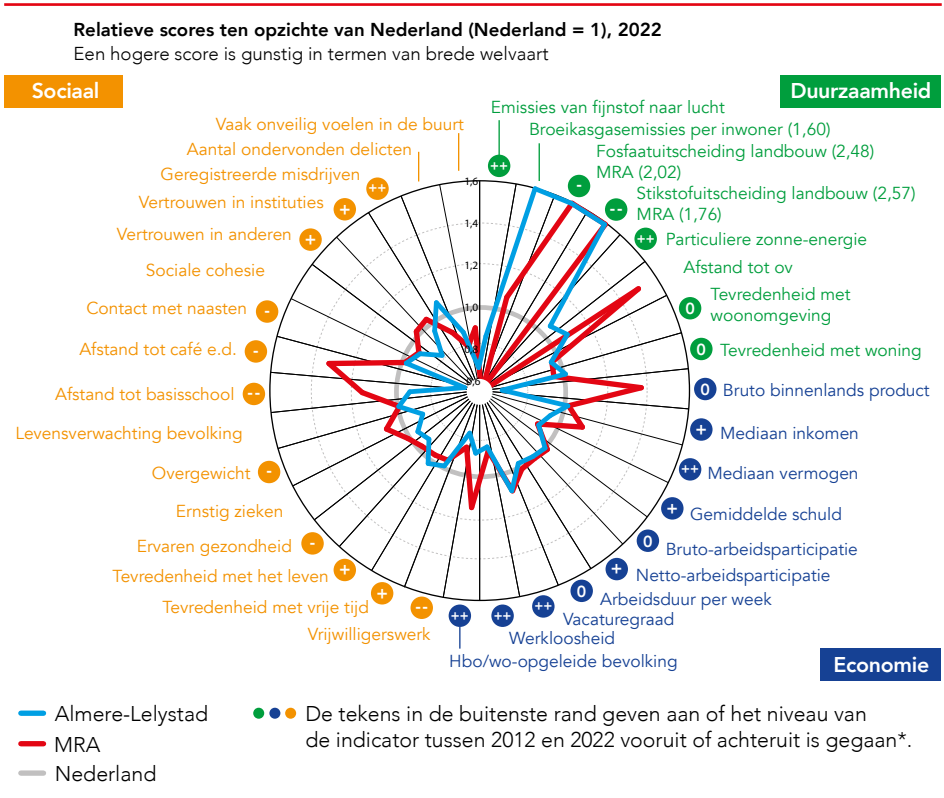 Relatieve scores ten opzichte van Nederland (Nederland = 1), 2022
Een hogere score is gunstig in termen van brede welvaart
Sociaal
Duurzaamheid
Emissies van fijnstof naar lucht
++
Broeikasgasemissies per inwoner (1,60)
Fosfaatuitscheiding landbouw (2,48)
MRA (2,02)
-
Stikstofuitscheiding landbouw (2,57)
MRA (1,76)
--
++ Particuliere zonne-energie
Afstand tot ov
0 Tevredenheid met
woonomgeving
0 Tevredenheid met woning
0 Bruto binnenlands product
+ Mediaan inkomen
++ Mediaan vermogen
+ Gemiddelde schuld
0 Bruto-arbeidsparticipatie
+ Netto-arbeidsparticipatie
0 Arbeidsduur per week
++ Vacaturegraad
++ Werkloosheid
++ Hbo/wo-opgeleide bevolking
Economie
Vrijwilligerswerk --
Tevredenheid met vrije tijd +
Tevredenheid met het leven +
Ervaren gezondheid -
Ernstig zieken
Overgewicht -
Levensverwachting bevolking
Afstand tot basisschool --
Afstand tot café e.d. -
Contact met naasten -
Sociale cohesie
Vertrouwen in anderen +
Vertrouwen in instituties +
Geregistreerde misdrijven ++
Aantal ondervonden delicten
Vaak onveilig voelen in de buurt
1,6
1,4
1,2
1,0
0,8
0,6
Almere-Lelystad
MRA
Nederland
De tekens in de buitenste rand geven aan of het niveau van
de indicator tussen 2012 en 2022 vooruit of achteruit is gegaan*.